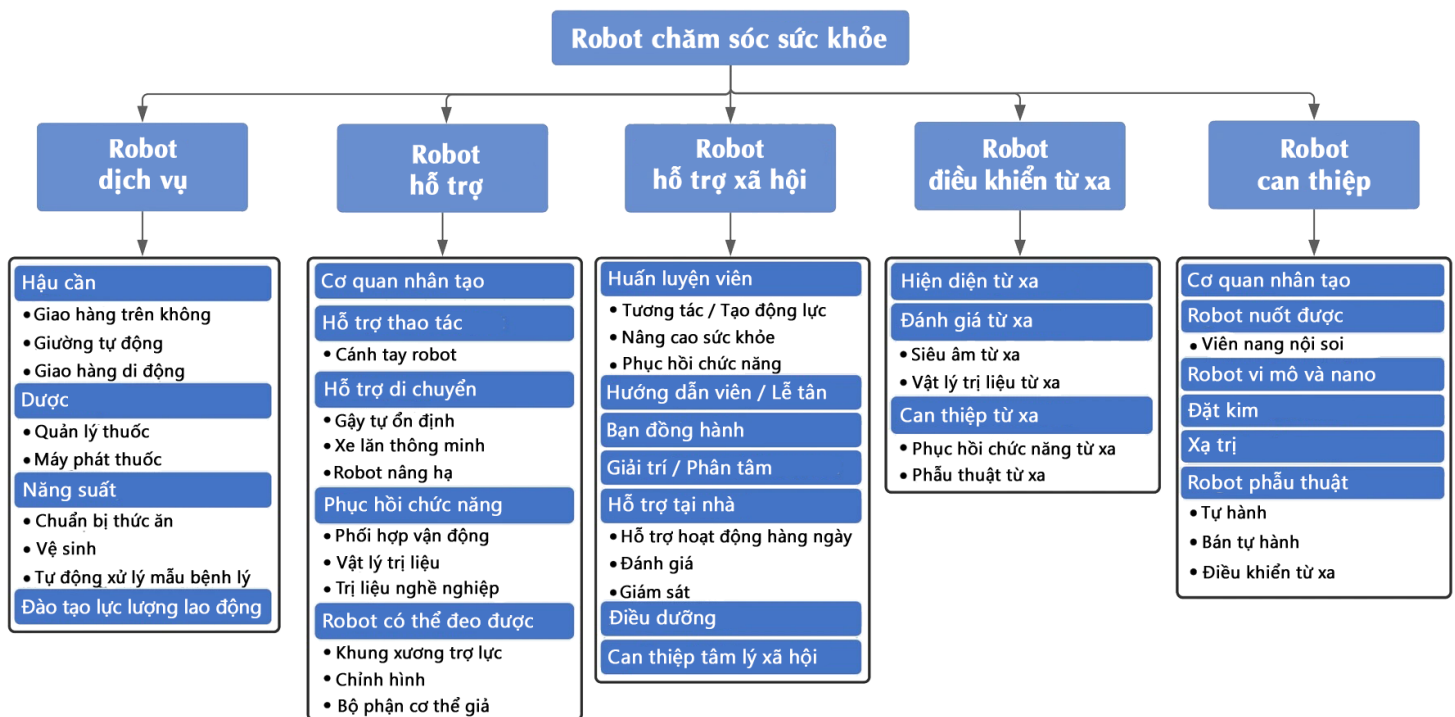 Robot chăm sóc sức khỏe
Robot
dịch vụ
Hậu cần
• Giao hàng trên không
• Giường tự động
• Giao hàng di động
Dược
• Quản lý thuốc
• Máy phát thuốc
Năng suất
• Chuẩn bị thức ăn
• Vệ sinh
• Tự động xử lý mẫu bệnh lý
Đào tạo lực lượng lao động
Robot
hỗ trợ
Cơ quan nhân tạo
Hỗ trợ thao tác
• Cánh tay robot
Hỗ trợ di chuyển
• Gậy tự ổn định
• Xe lăn thông minh
• Robot nâng hạ
Phục hồi chức năng
• Phối hợp vận động
• Vật lý trị liệu
• Trị liệu nghề nghiệp
Robot có thể đeo được
• Khung xương trợ lực
• Chỉnh hình
• Bộ phận cơ thể giả
Robot
hỗ trợ xã hội
Huấn luyện viên
• Tương tác / Tạo động lực
• Nâng cao sức khỏe
• Phục hồi chức năng
Hướng dẫn viên / Lễ tân
Bạn đồng hành
Giải trí / Phân tâm
Hỗ trợ tại nhà
• Hỗ trợ hoạt động hàng ngày
• Đánh giá
• Giám sát
Điều dưỡng
Can thiệp tâm lý xã hội
Robot
điều khiển từ xa
Hiện diện từ xa
Đánh giá từ xa
• Siêu âm từ xa
• Vật lý trị liệu từ xa
Can thiệp từ xa
• Phục hồi chức năng từ xa
• Phẫu thuật từ xa
Robot
can thiệp
Cơ quan nhân tạo
Robot nuốt được
• Viên nang nội soi
Robot vi mô và nano
Đặt kim
Xạ trị
Robot phẫu thuật
• Tự hành
• Bán tự hành
• Điều khiển từ xa